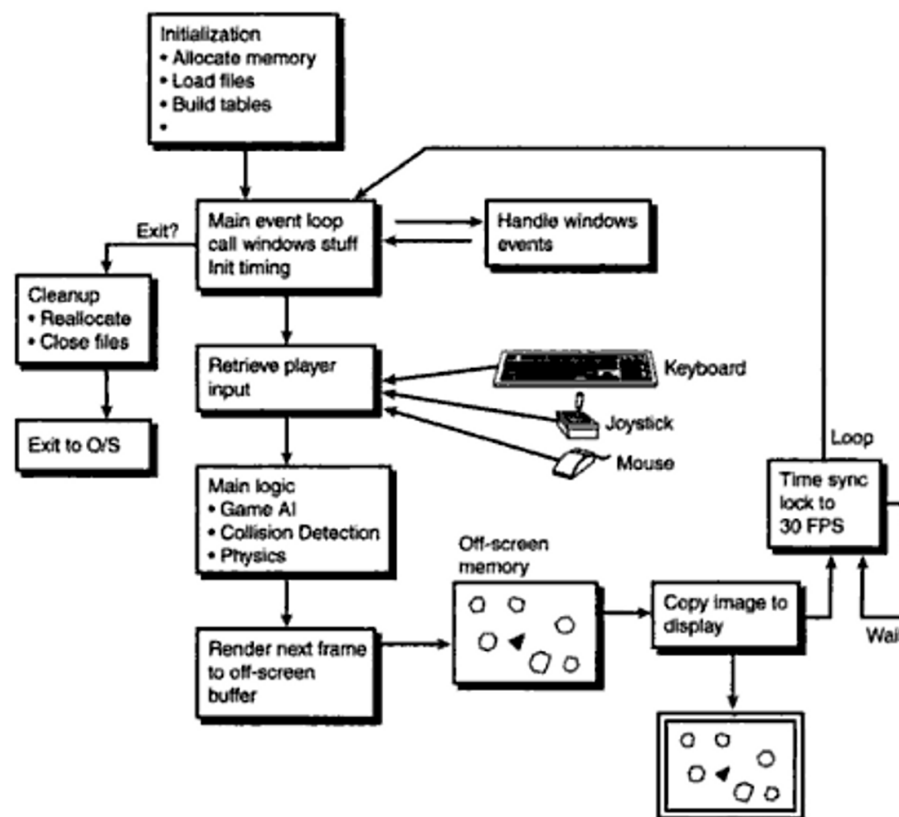 Initialization
• Allocate memory
• Load files
• Build tables
•
Main event loop
call windows stuff
Init timing
Handle windows
events
Exit?
Cleanup
• Reallocate
• Close files
Exit to O/S
Retrieve player
input
Keyboard
Joystick
Mouse
Main logic
• Game AI
• Collision Detection
• Physics
Loop
Time sync
lock to
30 FPS
Off-screen
memory
Copy image to
display
Wai
Render next frame
to off-screen
buffer